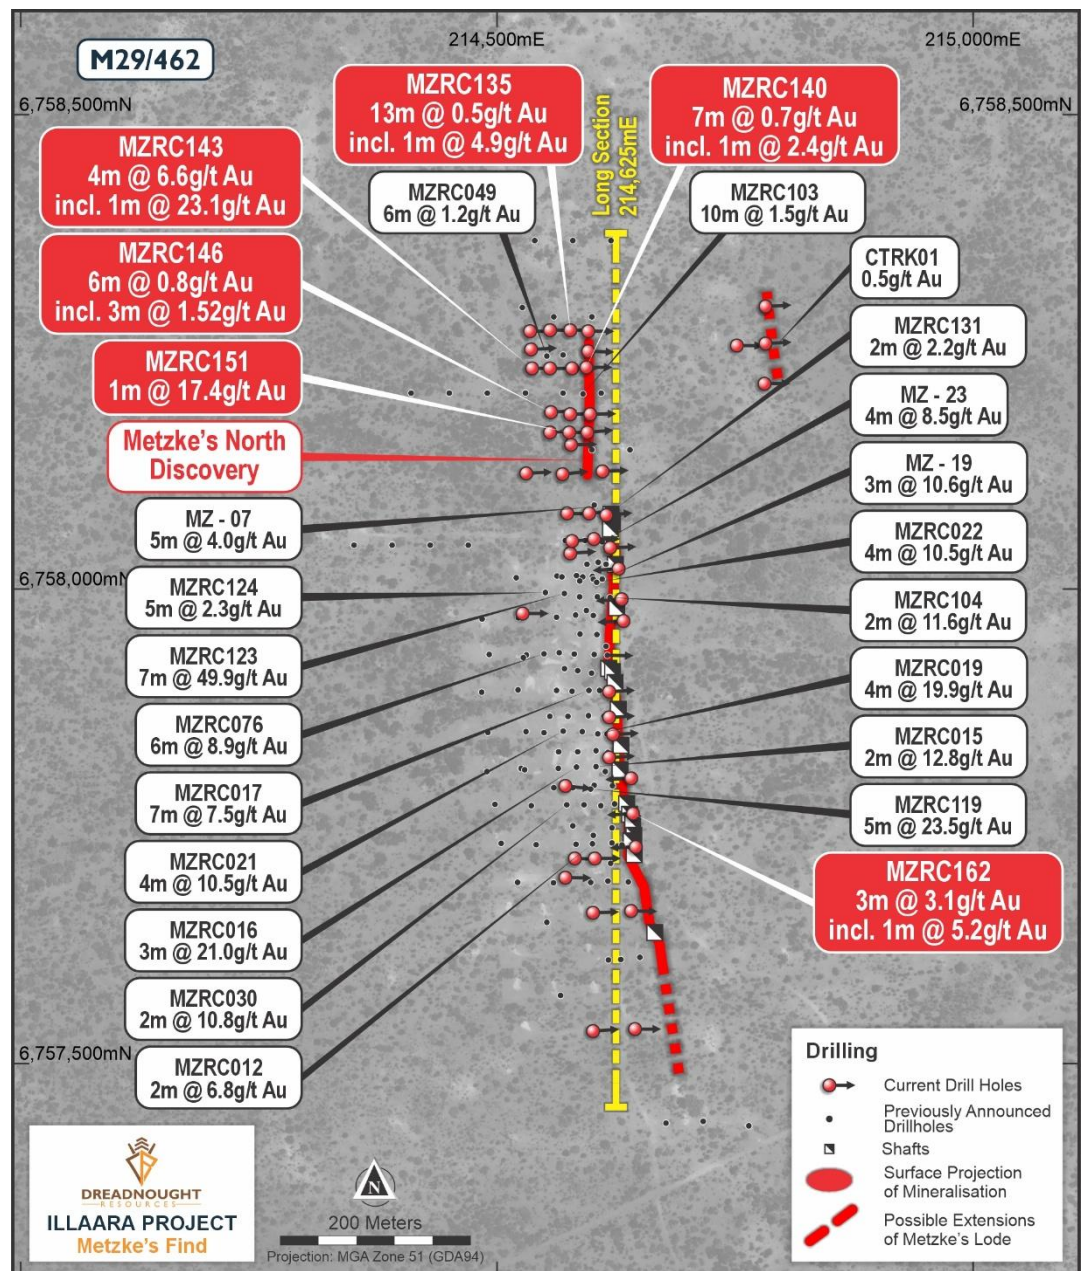 214,500mE
215,000mE
M29/462
6,758,500mN
6,758,500mN
MZRC135
13m @ 0.5g/t Au
incl. 1m @ 4.9g/t Au
MZRC140
7m @ 0.7g/t Au
incl. 1m @ 2.4g/t Au
Long Section
214,625mE
MZRC143
4m @ 6.6g/t Au
incl. 1m @ 23.1g/t Au
MZRC049
6m @ 1.2g/t Au
MZRC103
10m @ 1.5g/t Au
MZRC146
6m @ 0.8g/t Au
incl. 3m @ 1.52g/t Au
CTRK01
0.5g/t Au
MZRC131
2m @ 2.2g/t Au
MZRC151
1m @ 17.4g/t Au
MZ - 23
4m @ 8.5g/t Au
Metzke's North
Discovery
MZ - 19
3m @ 10.6g/t Au
MZ - 07
5m @ 4.0g/t Au
MZRC022
4m @ 10.5g/t Au
6,758,000mN
MZRC124
5m @ 2.3g/t Au
MZRC104
2m @ 11.6g/t Au
MZRC123
7m @ 49.9g/t Au
MZRC019
4m @ 19.9g/t Au
MZRC076
6m @ 8.9g/t Au
MZRC015
2m @ 12.8g/t Au
MZRC017
7m @ 7.5g/t Au
MZRC119
5m @ 23.5g/t Au
MZRC021
4m @ 10.5g/t Au
MZRC162
3m @ 3.1g/t Au
incl. 1m @ 5.2g/t Au
MZRC016
3m @ 21.0g/t Au
MZRC030
2m @ 10.8g/t Au
6,757,500mN
MZRC012
2m @ 6.8g/t Au
Drilling
Current Drill Holes
Previously Announced
Drillholes
Shafts
Surface Projection
of Mineralisation
Possible Extensions
of Metzke's Lode
DREADNOUGHT
RESOURCES
ILLAARA PROJECT
Metzke's Find
N
200 Meters
Projection: MGA Zone 51 (GDA94)